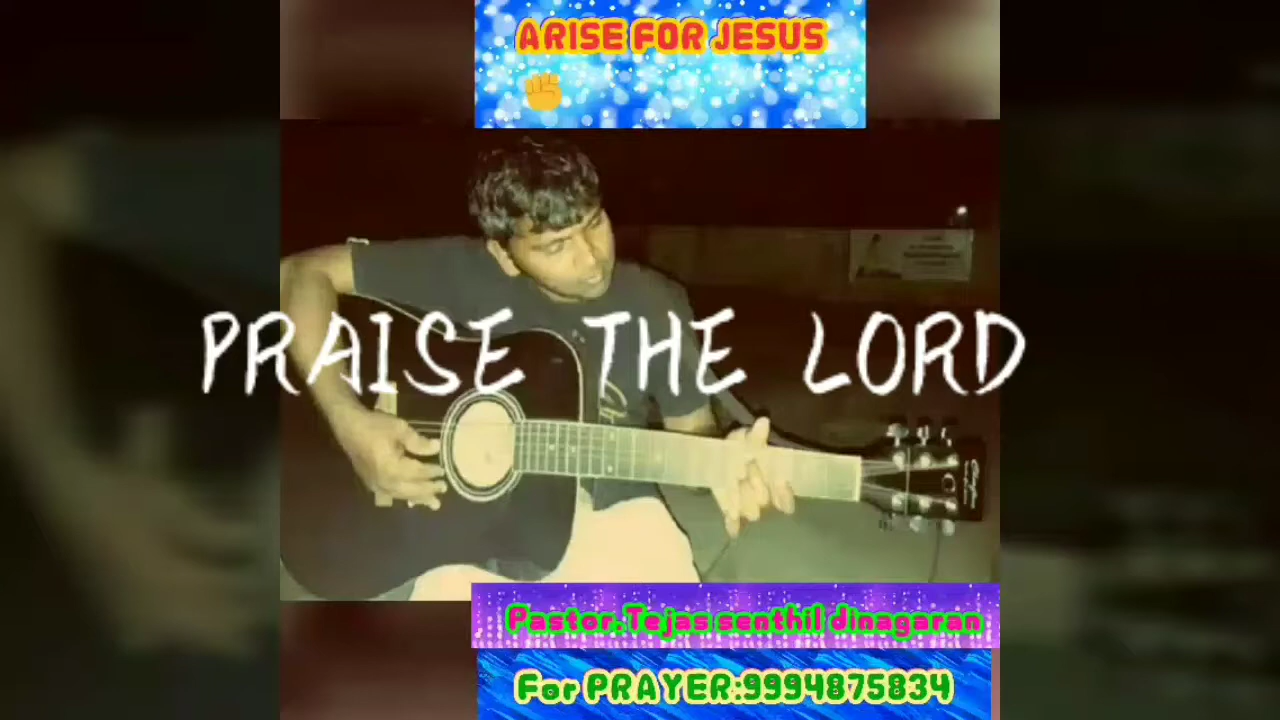 ARISE FOR JESUS
✊
PRAISE THE LORD
Pastor.Tejas senthil dinagaran
For PRAYER:9994875834